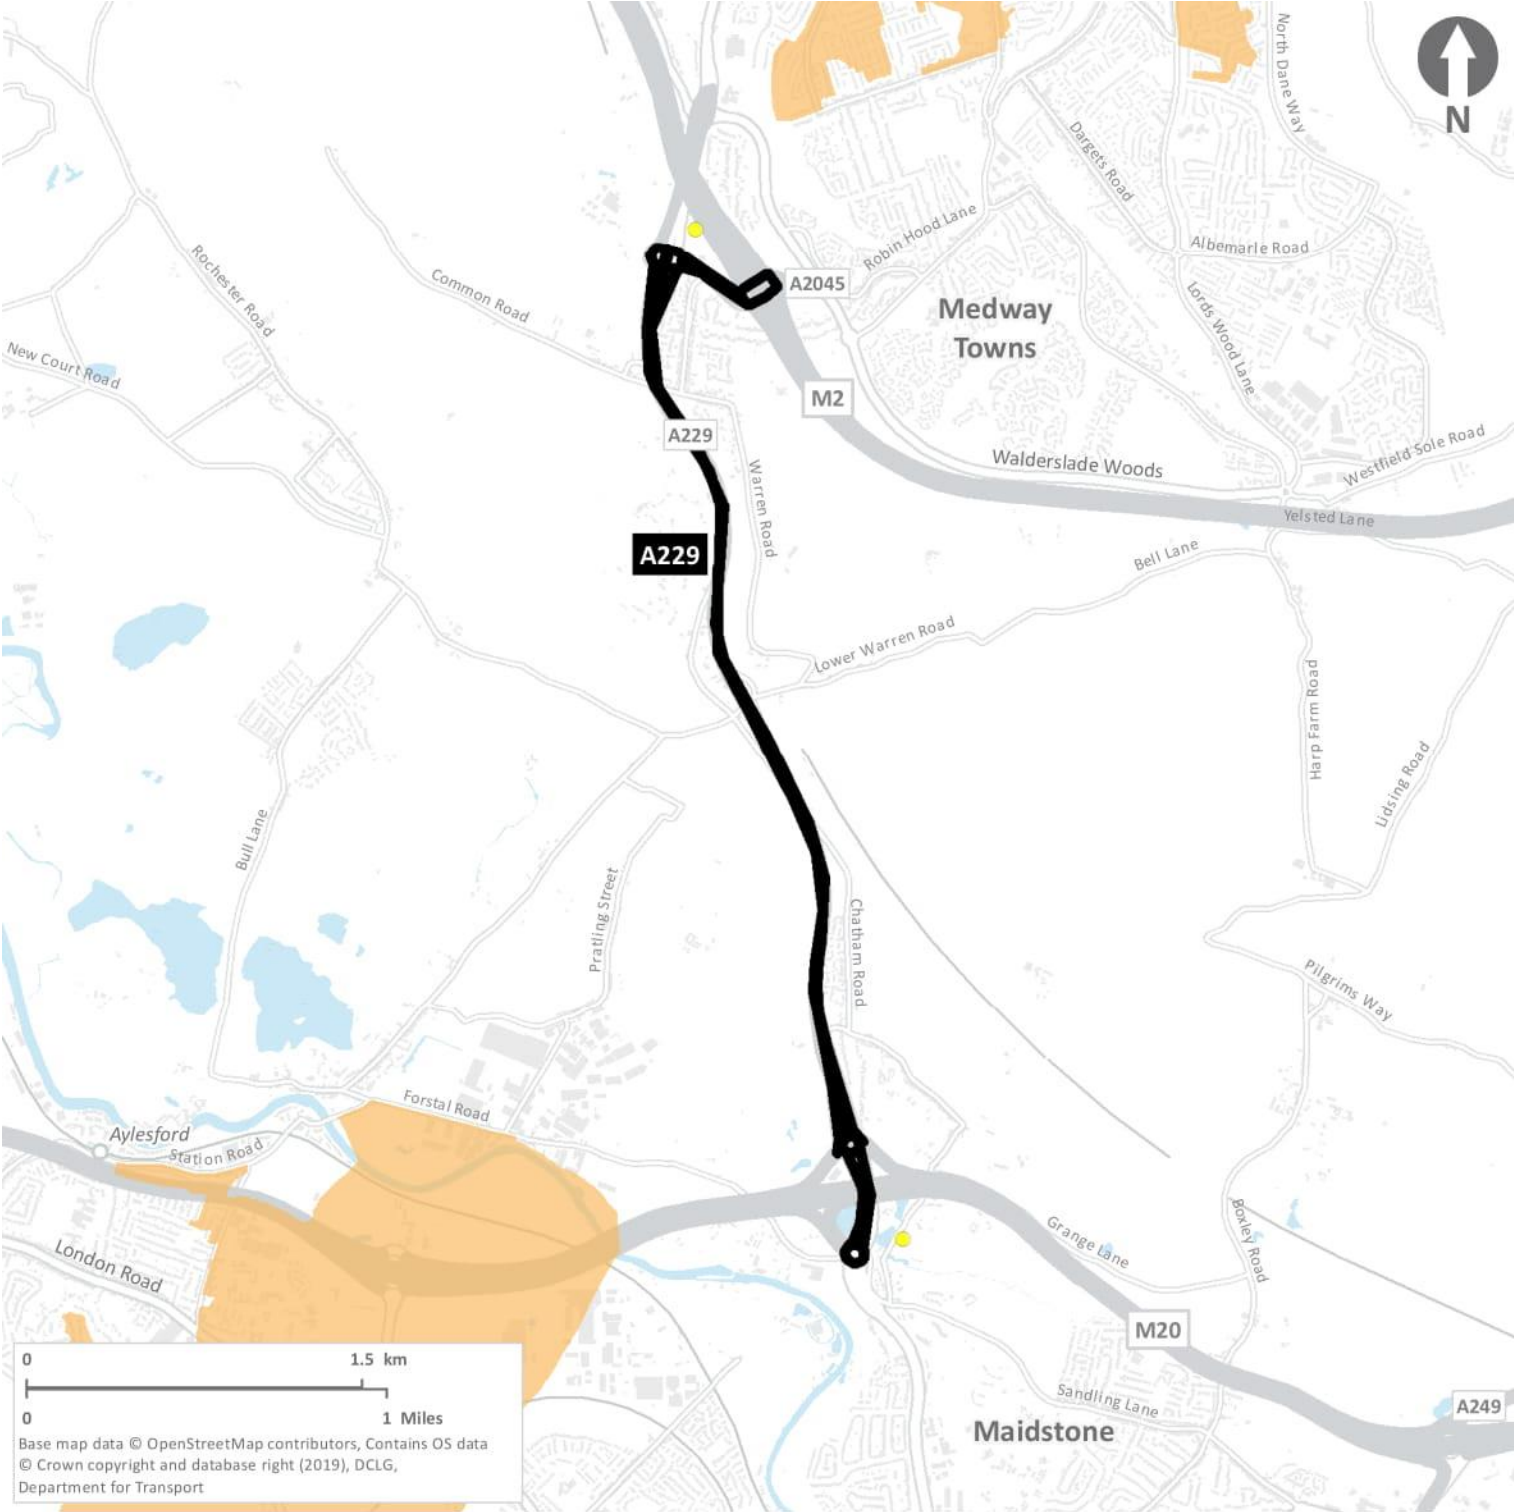 North Dane Way
N
Dargets Road
Robin Hood Lane
Albemarle Road
Rochester Road
Common Road
A2045
Medway
Towns
Lords Wood Lane
New Court Road
M2
A229
Westfield Sole Road
Walderslade Woods
Warren Road
Yelsted Lane
A229
Bell Lane
Lower Warren Road
Harp Farm Road
Lidsing Road
Bull Lane
Pratling Street
Chatham Road
Pilgrims Way
Forstal Road
Aylesford
Station Road
Grange Lane
Boxley Road
London Road
M20
0 1.5 km
Sandling Lane
A249
0 1 Miles
Maidstone
Base map data © OpenStreetMap contributors, Contains OS data
© Crown copyright and database right (2019), DCLG,
Department for Transport